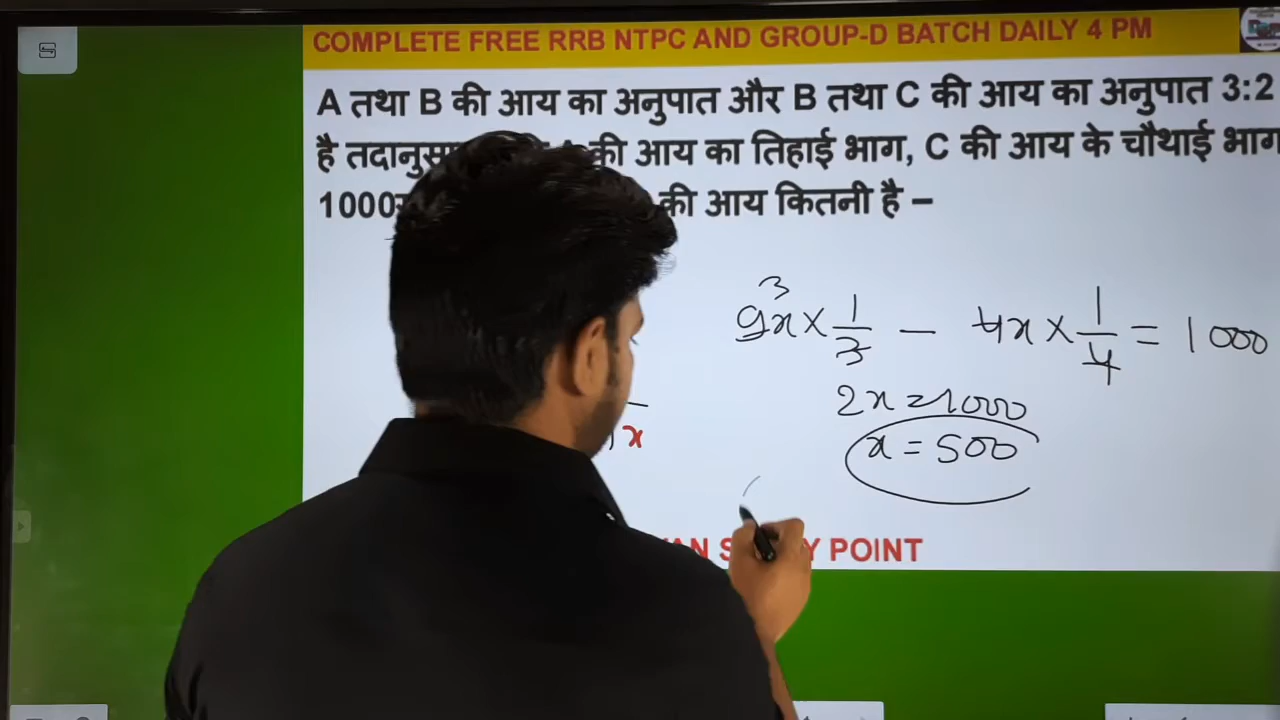 COMPLETE FREE RRB NTPC AND GROUP-D BATCH DAILY 4 PM
A तथा B की आय का अनुपात और B तथा C की आय का अनुपात 3:2
है की आय का तिहाई भाग, C की आय के चौथाई भाग
1000 की आय कितनी है –
9x × 1/3 – 4x × 1/4 = 1000
3
2x = 1000
x = 500
x
Y POINT